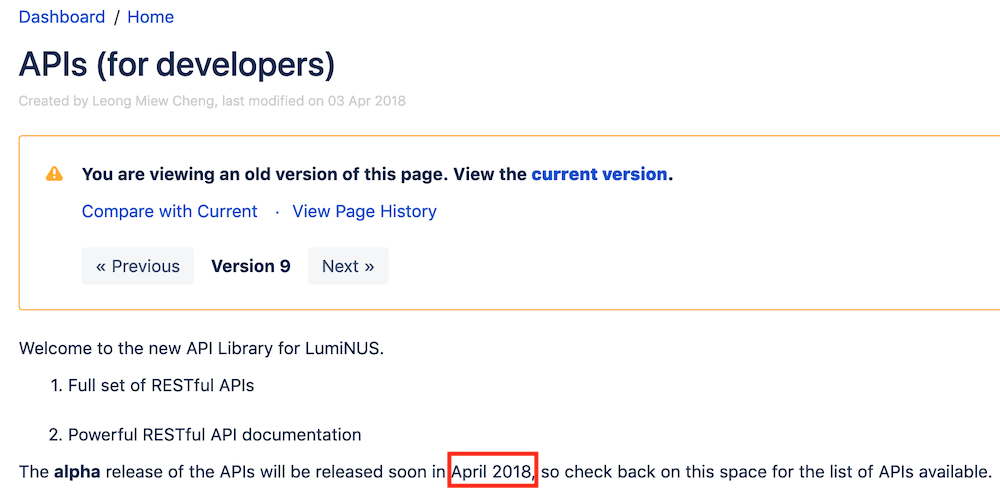 Dashboard / Home
APIs (for developers)
Created by Leong Miew Cheng, last modified on 03 Apr 2018
You are viewing an old version of this page. View the current version.
Compare with Current · View Page History
« Previous Version 9 Next »
Welcome to the new API Library for LumiNUS.
1. Full set of RESTful APIs
2. Powerful RESTful API documentation
The alpha release of the APIs will be released soon in April 2018, so check back on this space for the list of APIs available.